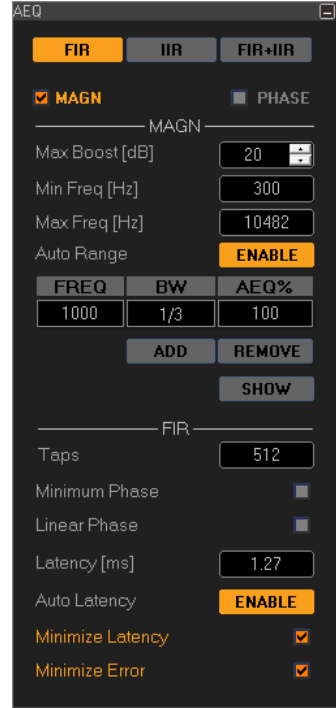 AEQ
FIR IIR FIR+IIR
MAGN PHASE
MAGN
Max Boost [dB] 20
Min Freq [Hz] 300
Max Freq [Hz] 10482
Auto Range ENABLE
FREQ BW AEQ%
1000 1/3 100
ADD REMOVE
SHOW
FIR
Taps 512
Minimum Phase
Linear Phase
Latency [ms] 1.27
Auto Latency ENABLE
Minimize Latency
Minimize Error